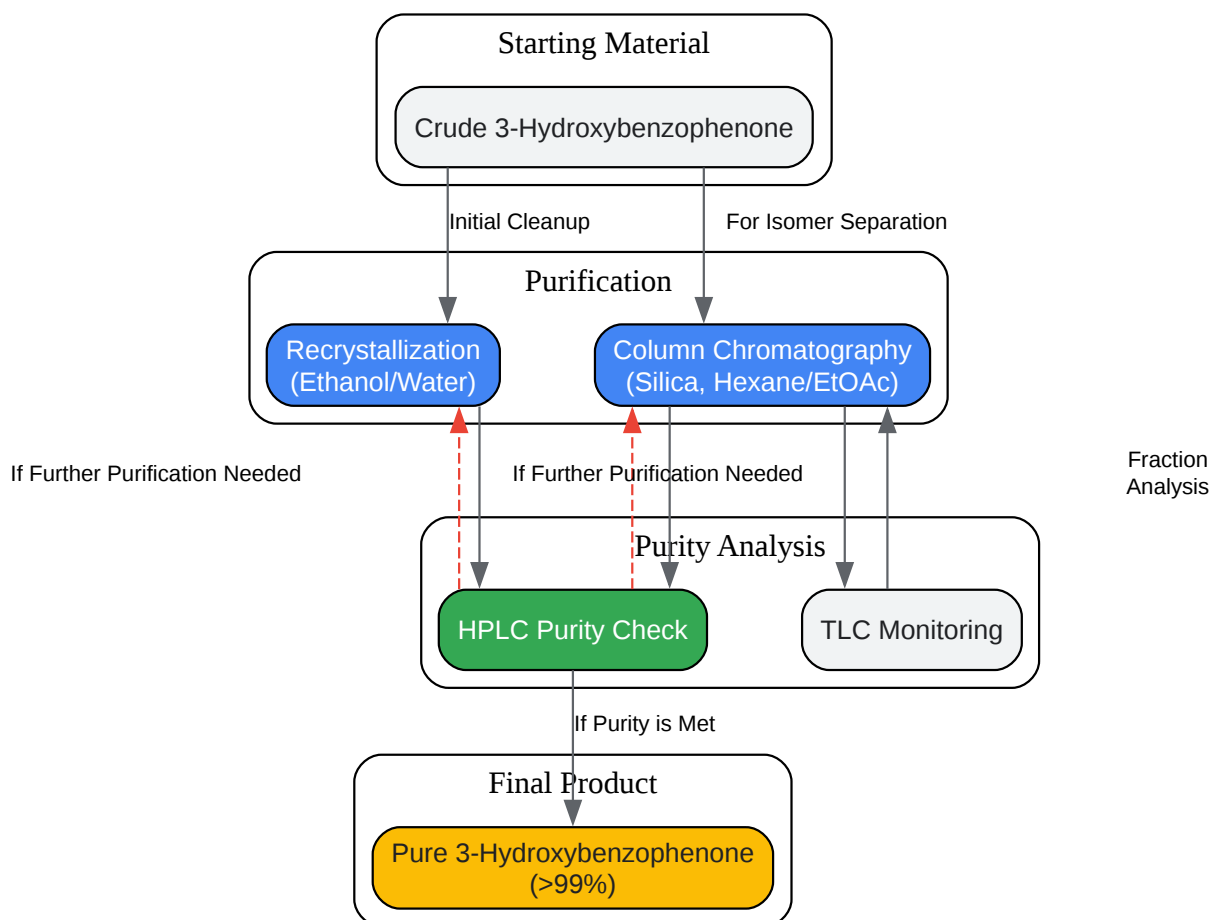 Starting Material
Crude 3-Hydroxybenzophenone
Initial Cleanup
For Isomer Separation
Purification
Recrystallization
(Ethanol/Water)
Column Chromatography
(Silica, Hexane/EtOAc)
If Further Purification Needed
If Further Purification Needed
Fraction
Analysis
Purity Analysis
HPLC Purity Check
TLC Monitoring
If Purity is Met
Final Product
Pure 3-Hydroxybenzophenone
(>99%)